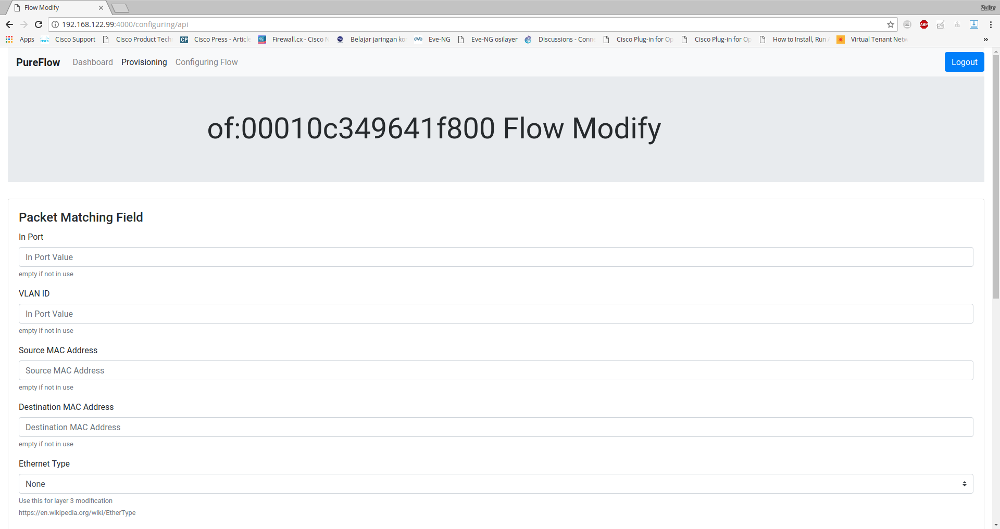 Flow Modify
Zufar
192.168.122.99:4000/configuring/api
Apps Cisco Support Cisco Product Tech Cisco Press - Article Firewall.cx - Cisco N Belajar jaringan ko Eve-NG Eve-NG osilayer Discussions - Conn Cisco Plug-in for Op Cisco Plug-in for Op How to Install, Run Virtual Tenant Netw »
PureFlow Dashboard Provisioning Configuring Flow Logout
of:00010c349641f800 Flow Modify
Packet Matching Field
In Port
In Port Value
empty if not in use
VLAN ID
In Port Value
empty if not in use
Source MAC Address
Source MAC Address
empty if not in use
Destination MAC Address
Destination MAC Address
empty if not in use
Ethernet Type
None
Use this for layer 3 modification
https://en.wikipedia.org/wiki/EtherType